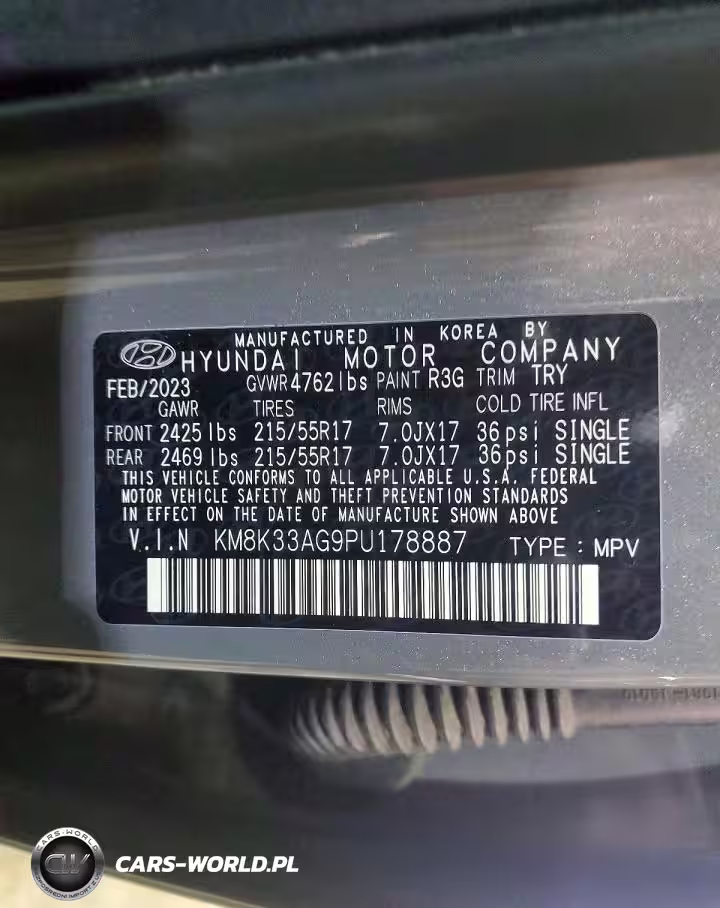 MANUFACTURED IN KOREA BY
HYUNDAI MOTOR COMPANY
FEB/2023 GVWR 4762 lbs PAINT R3G TRIM TRY
GAWR TIRES RIMS COLD TIRE INFL
FRONT 2425 lbs 215/55R17 7.0JX17 36 psi SINGLE
REAR 2469 lbs 215/55R17 7.0JX17 36 psi SINGLE
THIS VEHICLE CONFORMS TO ALL APPLICABLE U.S.A. FEDERAL
MOTOR VEHICLE SAFETY AND THEFT PREVENTION STANDARDS
IN EFFECT ON THE DATE OF MANUFACTURE SHOWN ABOVE
V.I.N KM8K33AG9PU178887 TYPE : MPV
CARS-WORLD
CW
CARS-WORLD.PL